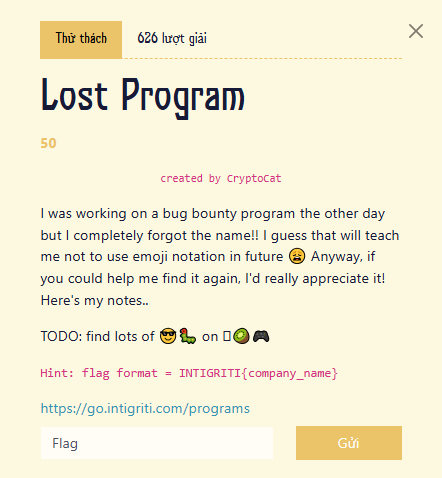 Thử thách
626 lượt giải
Lost Program
50
created by CryptoCat
I was working on a bug bounty program the other day
but I completely forgot the name!! I guess that will teach
me not to use emoji notation in future 😩 Anyway, if
you could help me find it again, I'd really appreciate it!
Here's my notes..
TODO: find lots of 😎🐛 on 🥝🎮
Hint: flag format = INTIGRITI{company_name}
https://go.intigriti.com/programs
Flag
Gửi